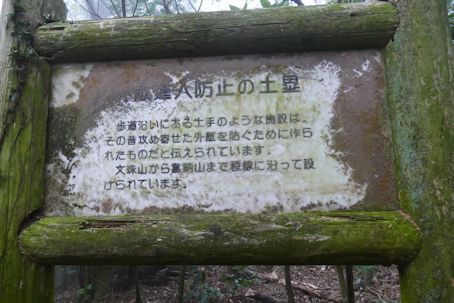 入防止の土塁
歩道沿いにある土手のような施設は、
その昔攻め寄せた外敵を防ぐために作ら
れたものだと伝えられています。
文珠山から嘉納山まで稜線に沿って設
けられています。